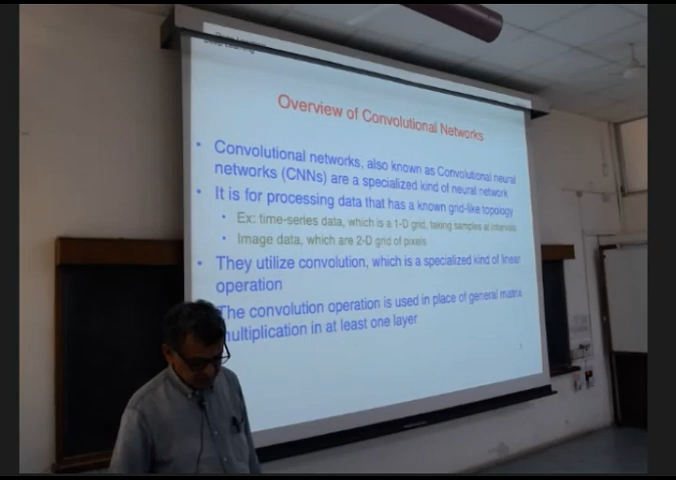 Deep Learning
Overview of Convolutional Networks
• Convolutional networks, also known as Convolutional neural
networks (CNNs) are a specialized kind of neural network
• It is for processing data that has a known grid-like topology
• Ex: time-series data, which is a 1-D grid, taking samples at intervals
• Image data, which are 2-D grid of pixels
• They utilize convolution, which is a specialized kind of linear
operation
The convolution operation is used in place of general matrix
multiplication in at least one layer